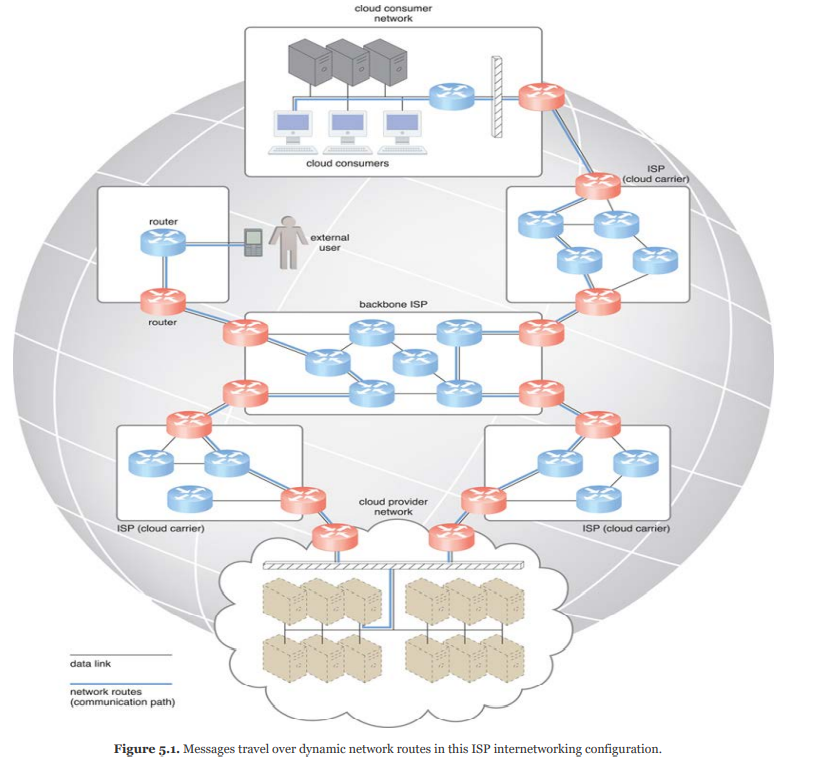 cloud consumer
network
cloud consumers
ISP
(cloud carrier)
router
external
user
router
backbone ISP
cloud provider
network
ISP (cloud carrier)
ISP (cloud carrier)
data link
network routes
(communication path)
Figure 5.1. Messages travel over dynamic network routes in this ISP internetworking configuration.